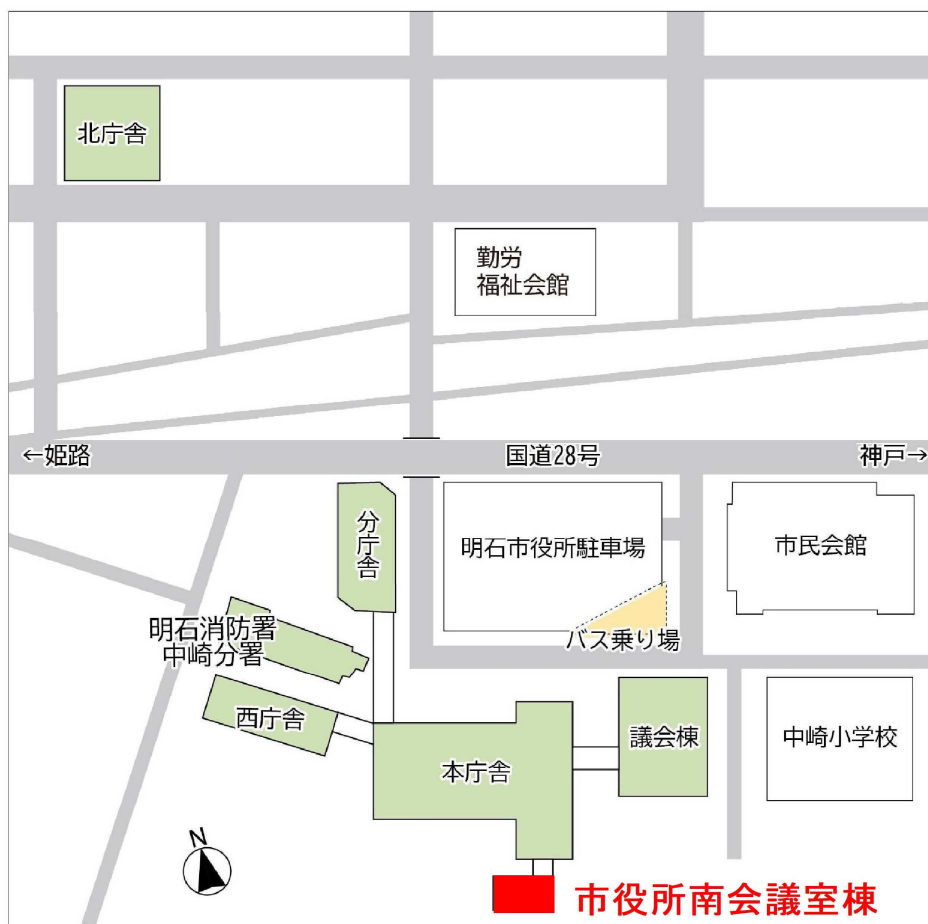 北庁舎
勤労
福祉会館
←姫路
国道28号
神戸→
分庁舎
明石市役所駐車場
市民会館
バス乗り場
明石消防署
中崎分署
西庁舎
本庁舎
議会棟
中崎小学校
N
市役所南会議室棟